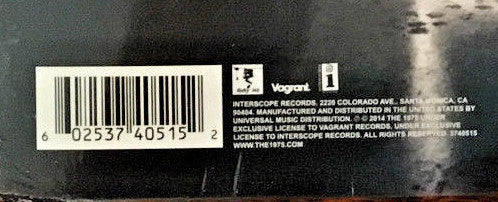 Vagrant
i
6 02537 40515 2
INTERSCOPE RECORDS. 2220 COLORADO AVE., SANTA MONICA, CA
90404. MANUFACTURED AND DISTRIBUTED IN THE UNITED STATES BY
UNIVERSAL MUSIC DISTRIBUTION. ℗ © 2014 THE 1975 UNDER
EXCLUSIVE LICENSE TO VAGRANT RECORDS. UNDER EXCLUSIVE
LICENSE TO INTERSCOPE RECORDS. ALL RIGHTS RESERVED. 3740515
WWW.THE1975.COM